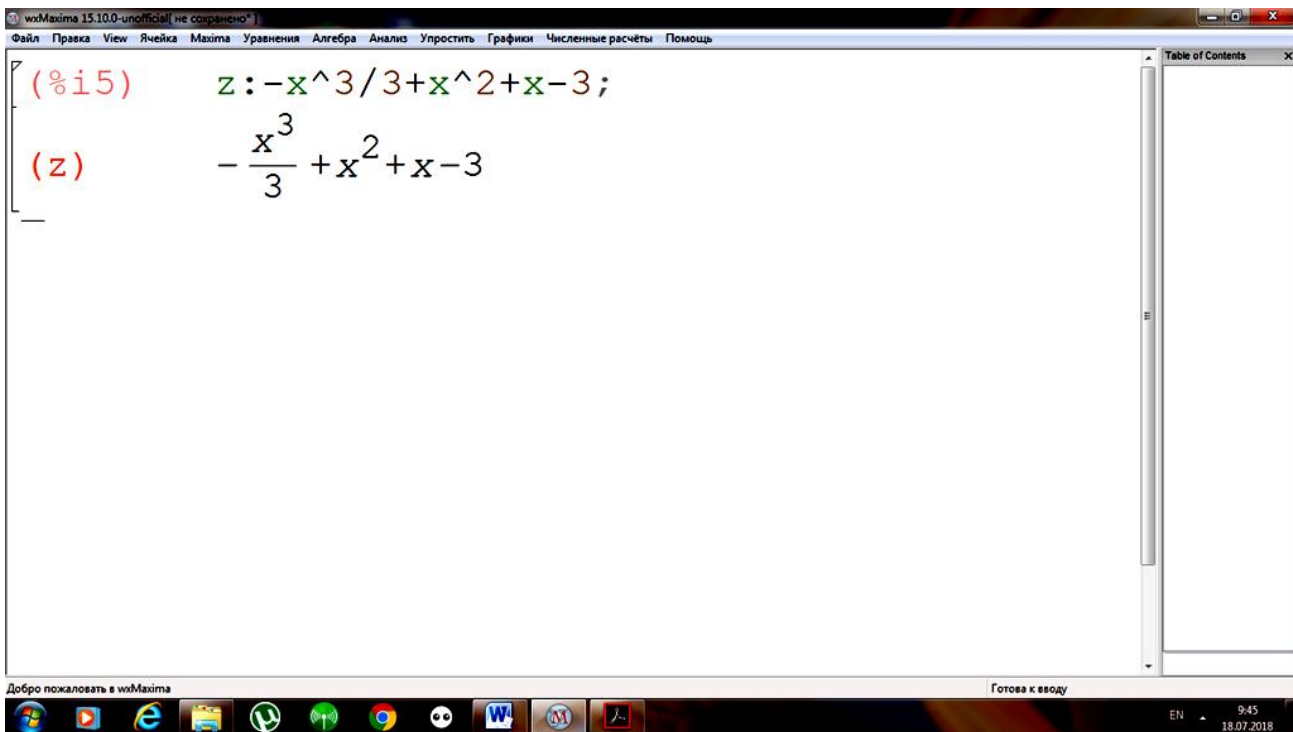 wxMaxima 15.10.0-unofficial[ не сохранено* ]
Файл Правка View Ячейка Maxima Уравнения Алгебра Анализ Упростить Графики Численные расчёты Помощь
Table of Contents
(%i5) z:-x^3/3+x^2+x-3;
(z) -x^3/3+x^2+x-3
Добро пожаловать в wxMaxima
Готова к вводу
EN
9:45
18.07.2018